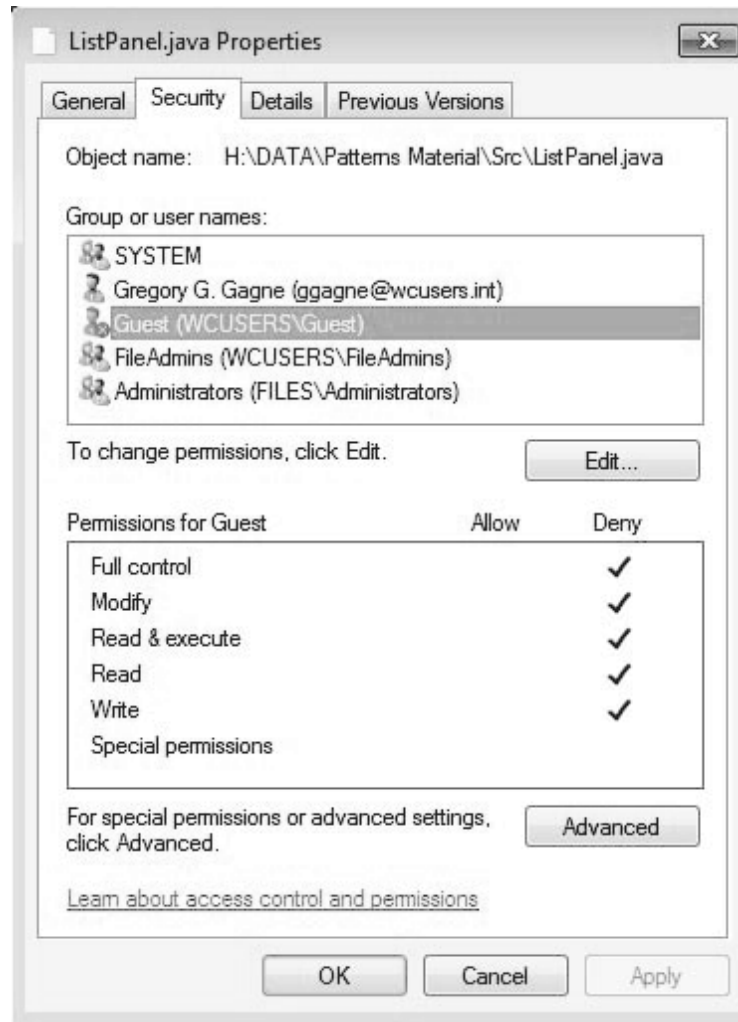 ListPanel.java Properties
General Security Details Previous Versions
Object name: H:\DATA\Patterns Material\Src\ListPanel.java
Group or user names:
SYSTEM
Gregory G. Gagne (ggagne@wcusers.int)
Guest (WCUSERS\Guest)
FileAdmins (WCUSERS\FileAdmins)
Administrators (FILES\Administrators)
To change permissions, click Edit. Edit...
Permissions for Guest Allow Deny
Full control
Modify
Read & execute
Read
Write
Special permissions
For special permissions or advanced settings,
click Advanced. Advanced
Learn about access control and permissions
OK Cancel Apply